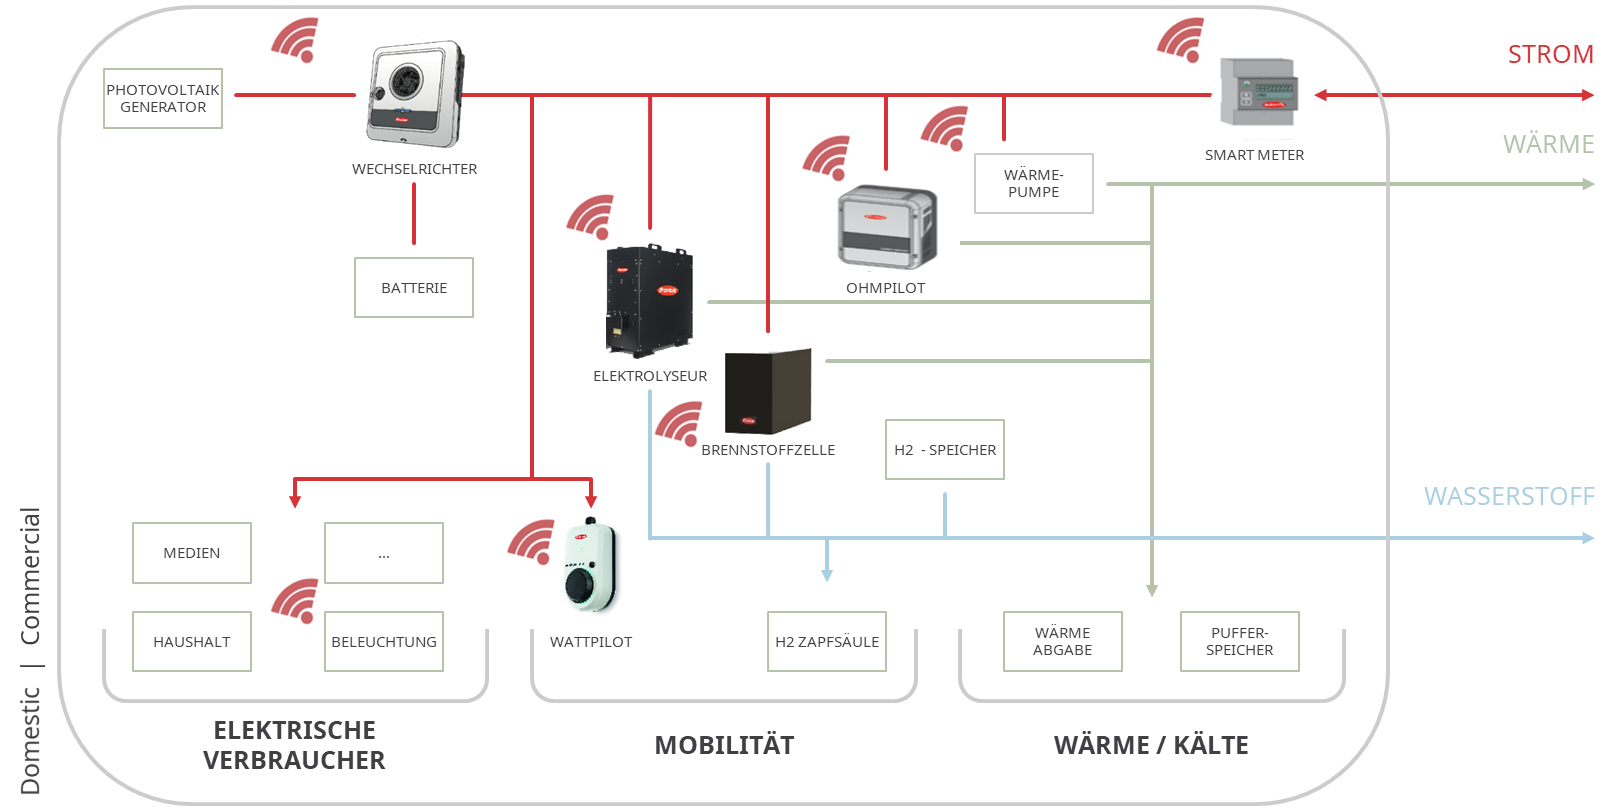 STROM
PHOTOVOLTAIK
GENERATOR
WECHSELRICHTER
SMART METER
WÄRME
WÄRME-
PUMPE
BATTERIE
OHMPILOT
ELEKTROLYSEUR
BRENNSTOFFZELLE
H2 - SPEICHER
WASSERSTOFF
MEDIEN
...
HAUSHALT
BELEUCHTUNG
WATTPILOT
H2 ZAPFSÄULE
WÄRME
ABGABE
PUFFER-
SPEICHER
ELEKTRISCHE
VERBRAUCHER
MOBILITÄT
WÄRME / KÄLTE
Domestic | Commercial
Fronius